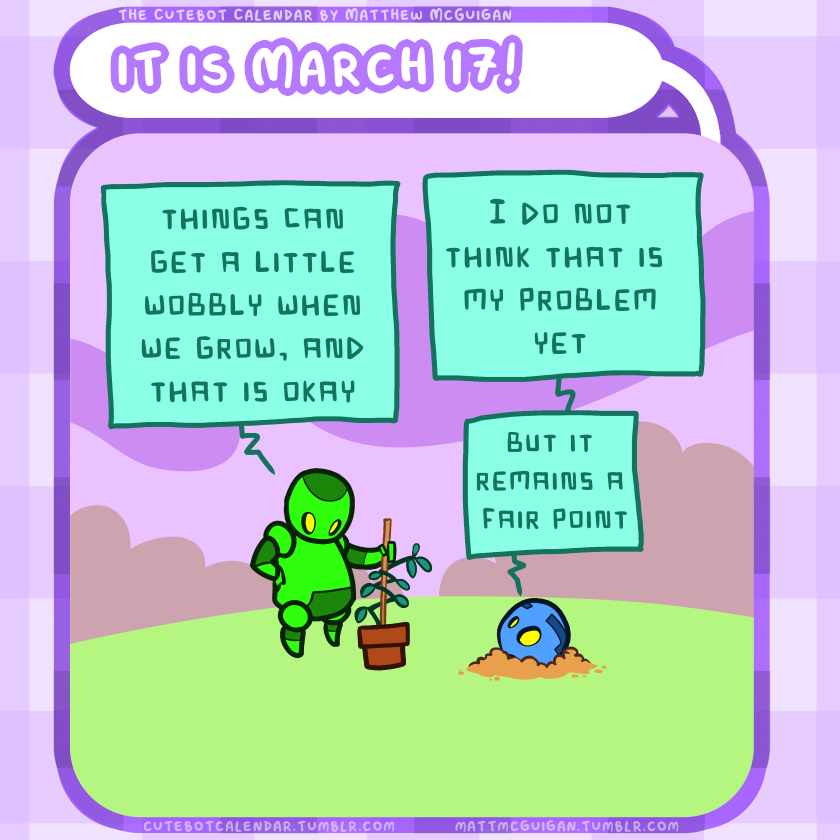 THE CUTEBOT CALENDAR BY MATTHEW MCGUIGAN
IT IS MARCH 17!
THINGS CAN
GET A LITTLE
WOBBLY WHEN
WE GROW, AND
THAT IS OKAY
I DO NOT
THINK THAT IS
MY PROBLEM
YET
BUT IT
REMAINS A
FAIR POINT
CUTEBOTCALENDAR.TUMBLR.COM
MATTMCGUIGAN.TUMBLR.COM